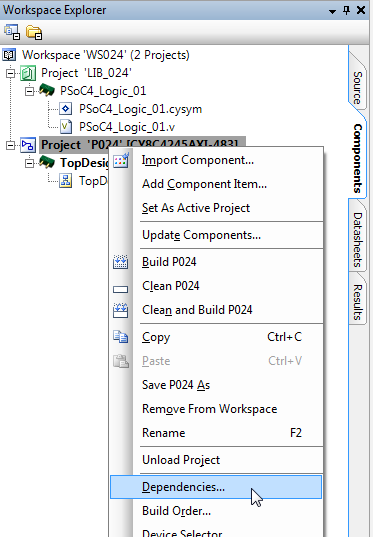 Workspace Explorer
Workspace 'WS024' (2 Projects)
Project 'LIB_024'
PSoC4_Logic_01
PSoC4_Logic_01.cysym
PSoC4_Logic_01.v
Project 'P024' [CY8C4245AXI-483]
TopDesig
TopD
Import Component...
Add Component Item...
Set As Active Project
Update Components...
Build P024
Clean P024
Clean and Build P024
Copy Ctrl+C
Paste Ctrl+V
Save P024 As
Remove From Workspace
Rename F2
Unload Project
Dependencies...
Build Order...
Device Selector
Source
Components
Datasheets
Results